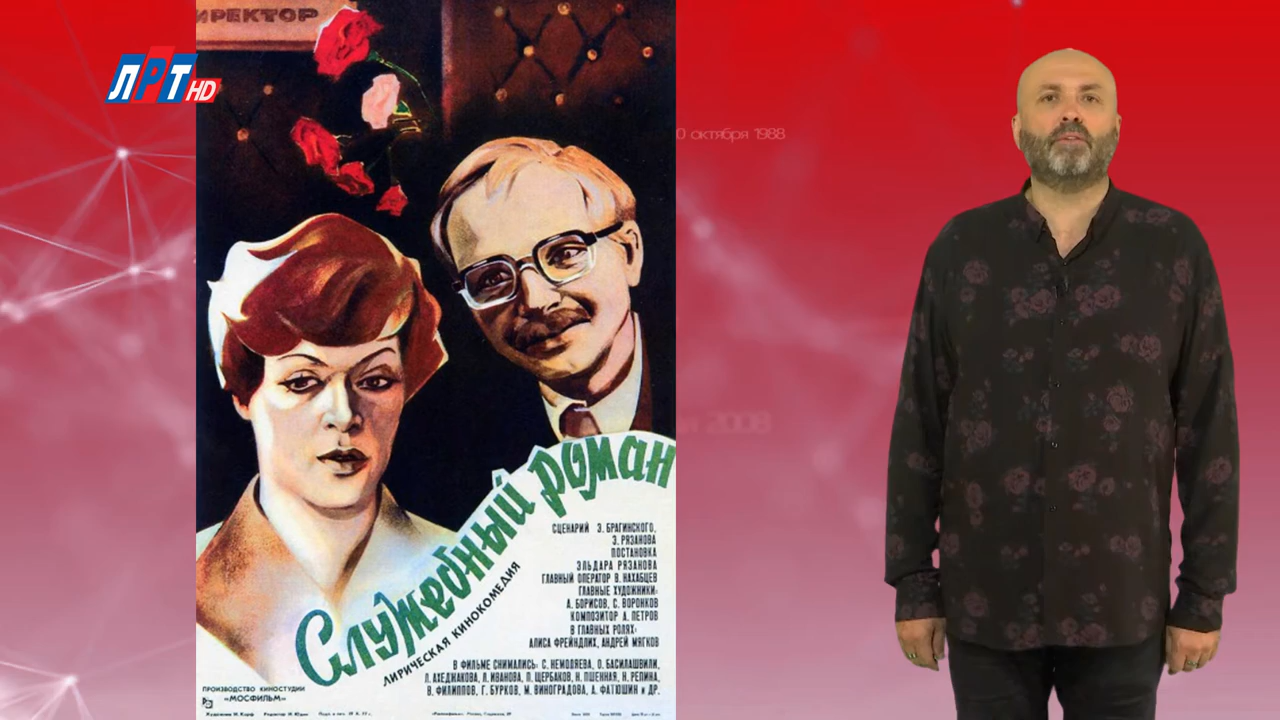 ИРЕКТОР
ЛРТ HD
0 октября 1988
2008
Служебный роман
ЛИРИЧЕСКАЯ КИНОКОМЕДИЯ
СЦЕНАРИЙ Э. БРАГИНСКОГО,
Э. РЯЗАНОВА
ПОСТАНОВКА
ЭЛЬДАРА РЯЗАНОВА
ГЛАВНЫЙ ОПЕРАТОР В. НАХАБЦЕВ
ГЛАВНЫЕ ХУДОЖНИКИ:
А. БОРИСОВ, С. ВОРОНКОВ
КОМПОЗИТОР А. ПЕТРОВ
В ГЛАВНЫХ РОЛЯХ:
АЛИСА ФРЕЙНДЛИХ, АНДРЕЙ МЯГКОВ
В ФИЛЬМЕ СНИМАЛИСЬ: С. НЕМОЛЯЕВА, О. БАСИЛАШВИЛИ,
Л. АХЕДЖАКОВА, Л. ИВАНОВА, П. ЩЕРБАКОВ, Н. ПШЕННАЯ, Н. РЕПИНА,
В. ФИЛИППОВ, Г. БУРКОВ, М. ВИНОГРАДОВА, А. ФАТЮШИН И ДР.
ПРОИЗВОДСТВО КИНОСТУДИИ
«МОСФИЛЬМ»